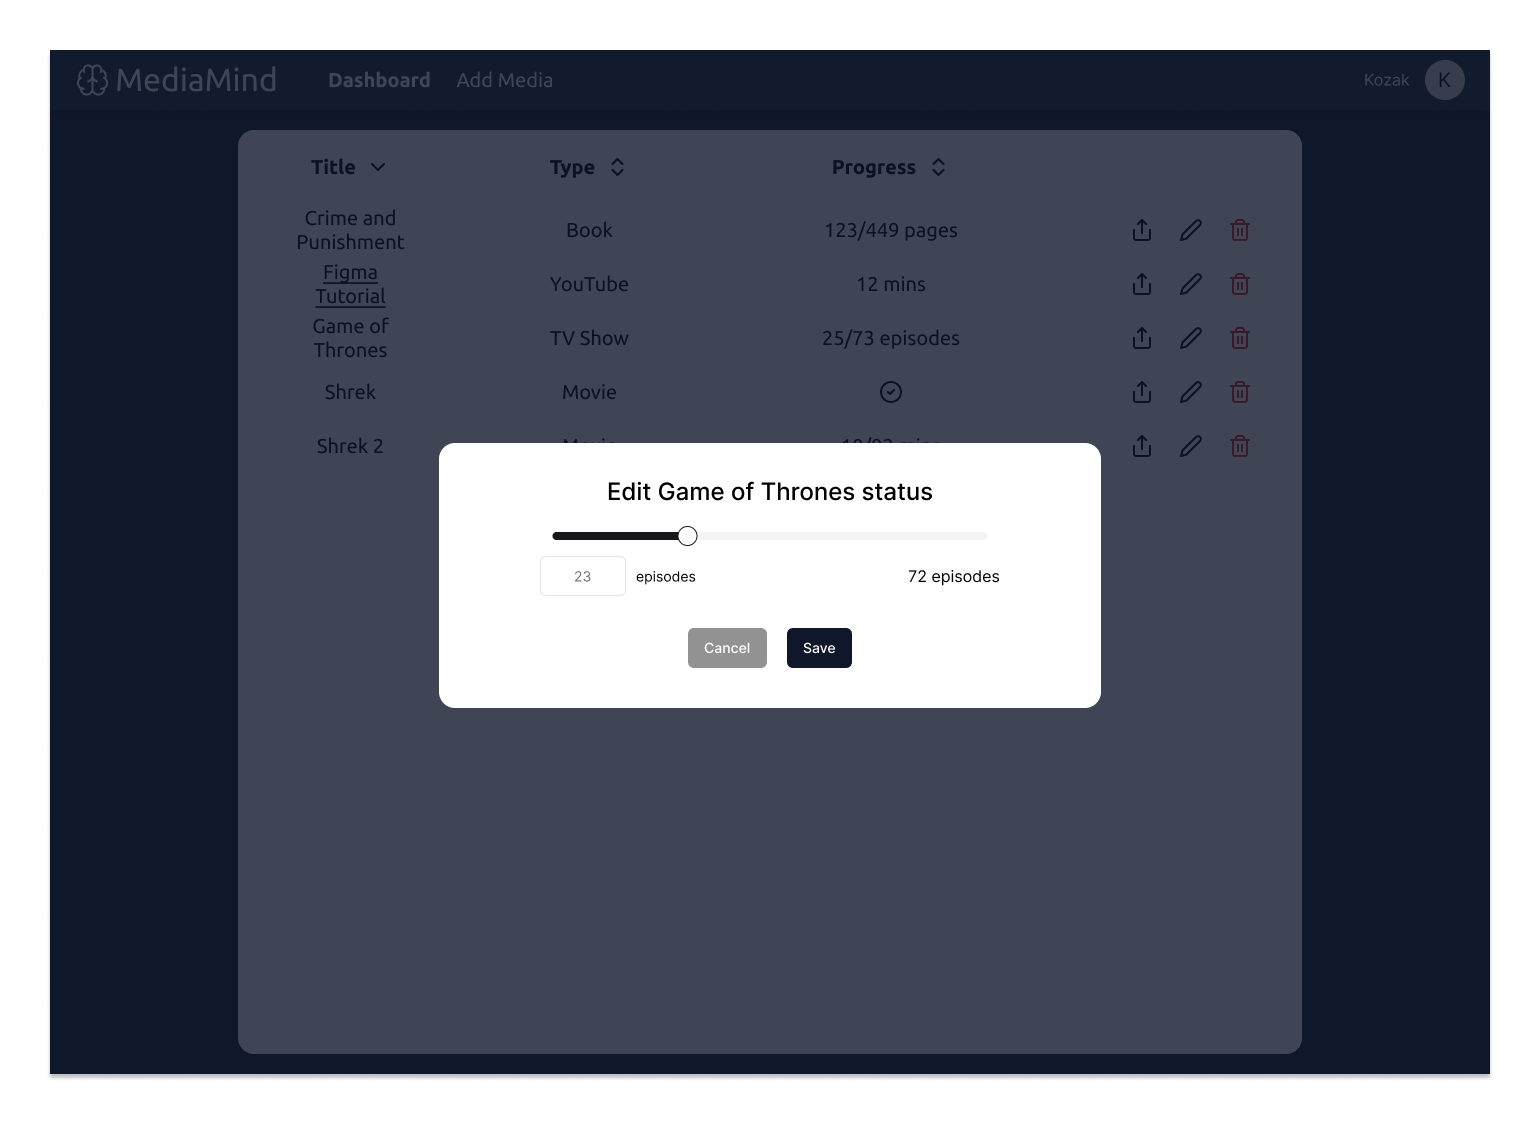 MediaMind Dashboard Add Media Kozak K
Title Type Progress
Crime and
Punishment Book 123/449 pages
Figma
Tutorial YouTube 12 mins
Game of
Thrones TV Show 25/73 episodes
Shrek Movie
Shrek 2
Edit Game of Thrones status
23 episodes 72 episodes
Cancel Save